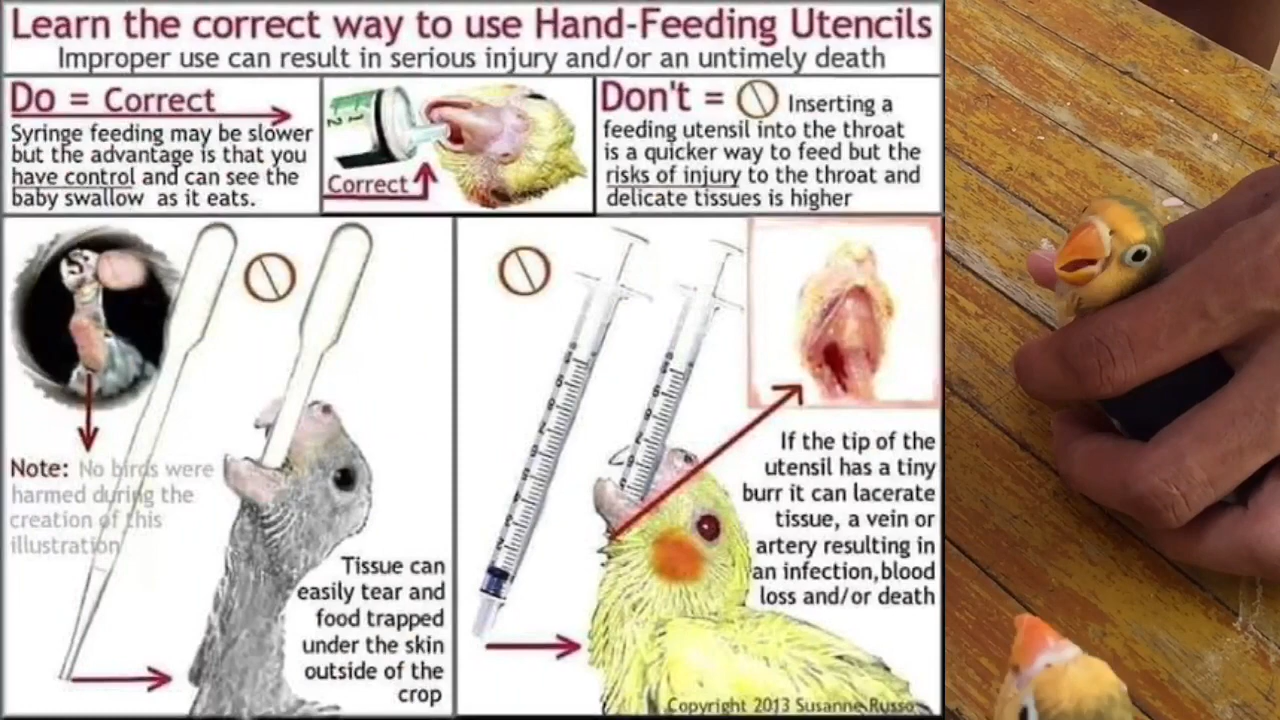 Learn the correct way to use Hand-Feeding Utencils
Improper use can result in serious injury and/or an untimely death
Do = Correct
Syringe feeding may be slower
but the advantage is that you
have control and can see the
baby swallow as it eats.
Correct
Don't = Inserting a
feeding utensil into the throat
is a quicker way to feed but the
risks of injury to the throat and
delicate tissues is higher
Note: No birds were
harmed during the
creation of this
illustration
Tissue can
easily tear and
food trapped
under the skin
outside of the
crop
If the tip of the
utensil has a tiny
burr it can lacerate
tissue, a vein or
artery resulting in
an infection,blood
loss and/or death
Copyright 2013 Susanne Russo